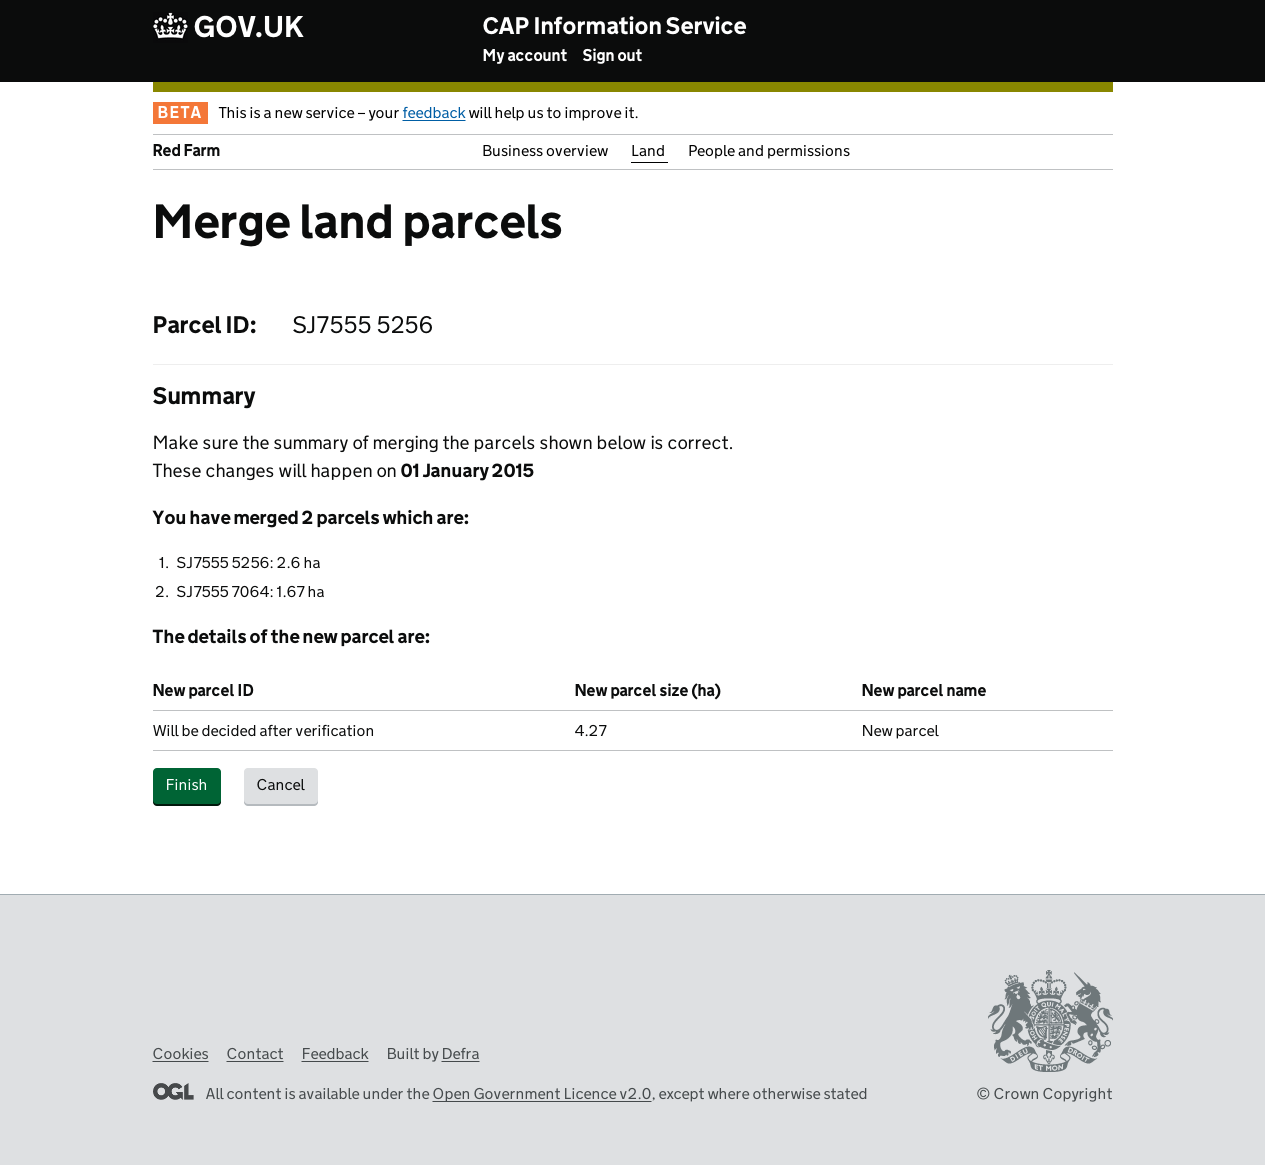 GOV.UK
CAP Information Service
My account Sign out
BETA This is a new service – your feedback will help us to improve it.
Red Farm Business overview Land People and permissions
Merge land parcels
Parcel ID: SJ7555 5256
Summary
Make sure the summary of merging the parcels shown below is correct.
These changes will happen on 01 January 2015
You have merged 2 parcels which are:
1. SJ7555 5256: 2.6 ha
2. SJ7555 7064: 1.67 ha
The details of the new parcel are:
New parcel ID New parcel size (ha) New parcel name
Will be decided after verification 4.27 New parcel
Finish Cancel
DIEU ET MON DROIT
Cookies Contact Feedback Built by Defra
OGL All content is available under the Open Government Licence v2.0, except where otherwise stated
© Crown Copyright